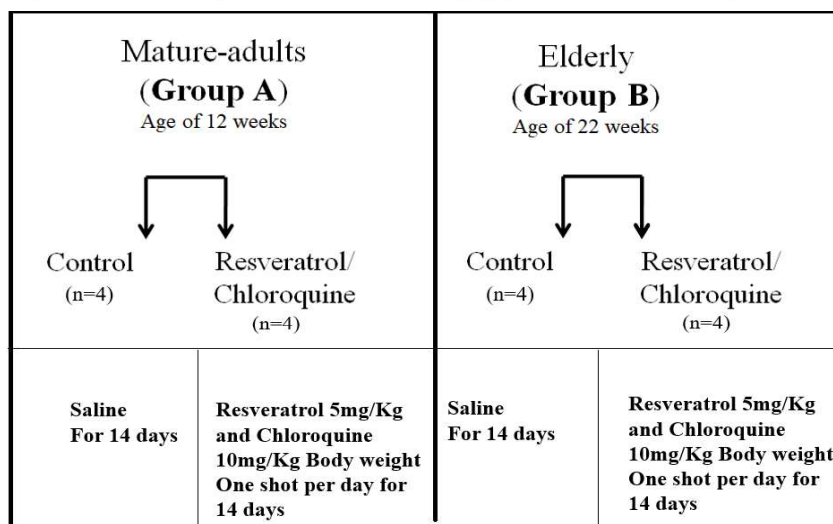 Mature-adults
(Group A)
Age of 12 weeks
Control
(n=4)
Resveratrol/
Chloroquine
(n=4)
Saline
For 14 days
Resveratrol 5mg/Kg
and Chloroquine
10mg/Kg Body weight
One shot per day for
14 days
Elderly
(Group B)
Age of 22 weeks
Control
(n=4)
Resveratrol/
Chloroquine
(n=4)
Saline
For 14 days
Resveratrol 5mg/Kg
and Chloroquine
10mg/Kg Body weight
One shot per day for
14 days